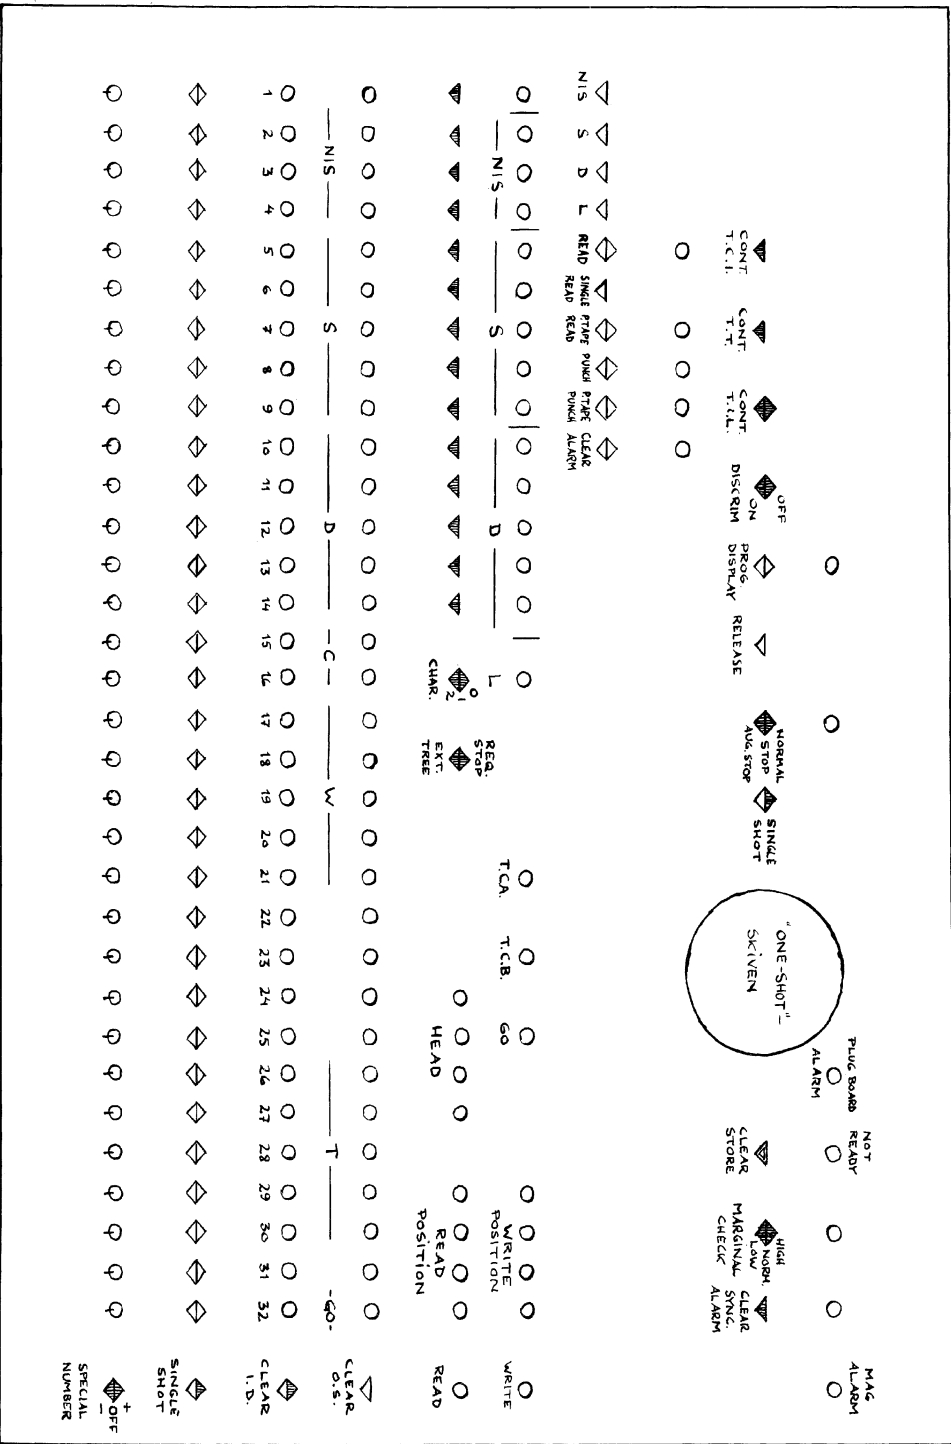 MAG
ALARM
NOT
READY
PLUG BOARD
ALARM
CONT.
T.C.I.
CONT.
T.T.
CONT.
T.I.L.
OFF
ON
DISCRIM
PROG.
DISPLAY
RELEASE
NORMAL
STOP
AUG. STOP
SINGLE
SHOT
"ONE-SHOT"-
SKIVEN
CLEAR
STORE
HIGH
NORM.
LOW
MARGINAL
CHECK
CLEAR
SYNC.
ALARM
NIS
S
D
L
READ
SINGLE
READ
P.TAPE
READ
PUNCH
P.TAPE
PUNCH
CLEAR
ALARM
NIS
S
D
L
T.C.A.
T.C.B.
GO
WRITE
POSITION
WRITE
0
1
2
CHAR.
REQ.
STOP
EXT.
TREE
HEAD
READ
POSITION
READ
NIS
S
D
-C-
W
T
-GO-
CLEAR
O.S.
1 2 3 4 5 6 7 8 9 10 11 12 13 14 15 16 17 18 19 20 21 22 23 24 25 26 27 28 29 30 31 32
CLEAR
I.D.
SINGLE
SHOT
+
OFF
-
SPECIAL
NUMBER